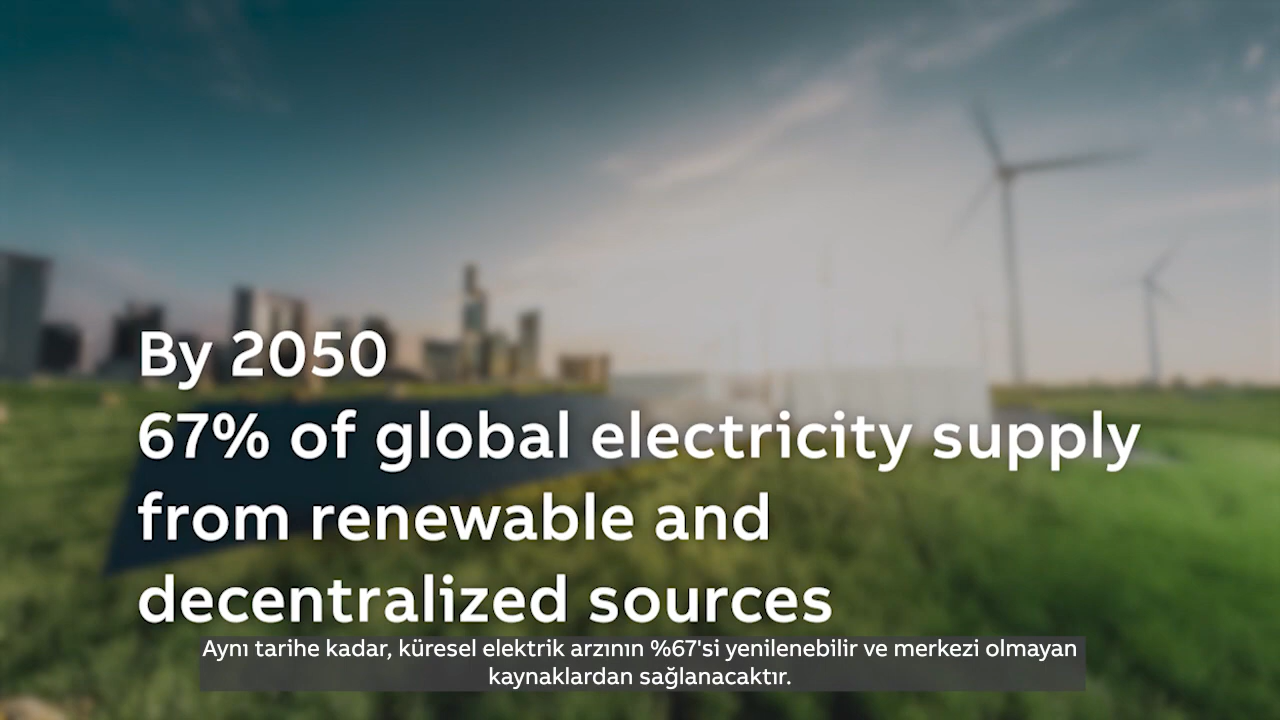 By 2050
67% of global electricity supply
from renewable and
decentralized sources
Aynı tarihe kadar, küresel elektrik arzının %67'si yenilenebilir ve merkezi olmayan
kaynaklardan sağlanacaktır.